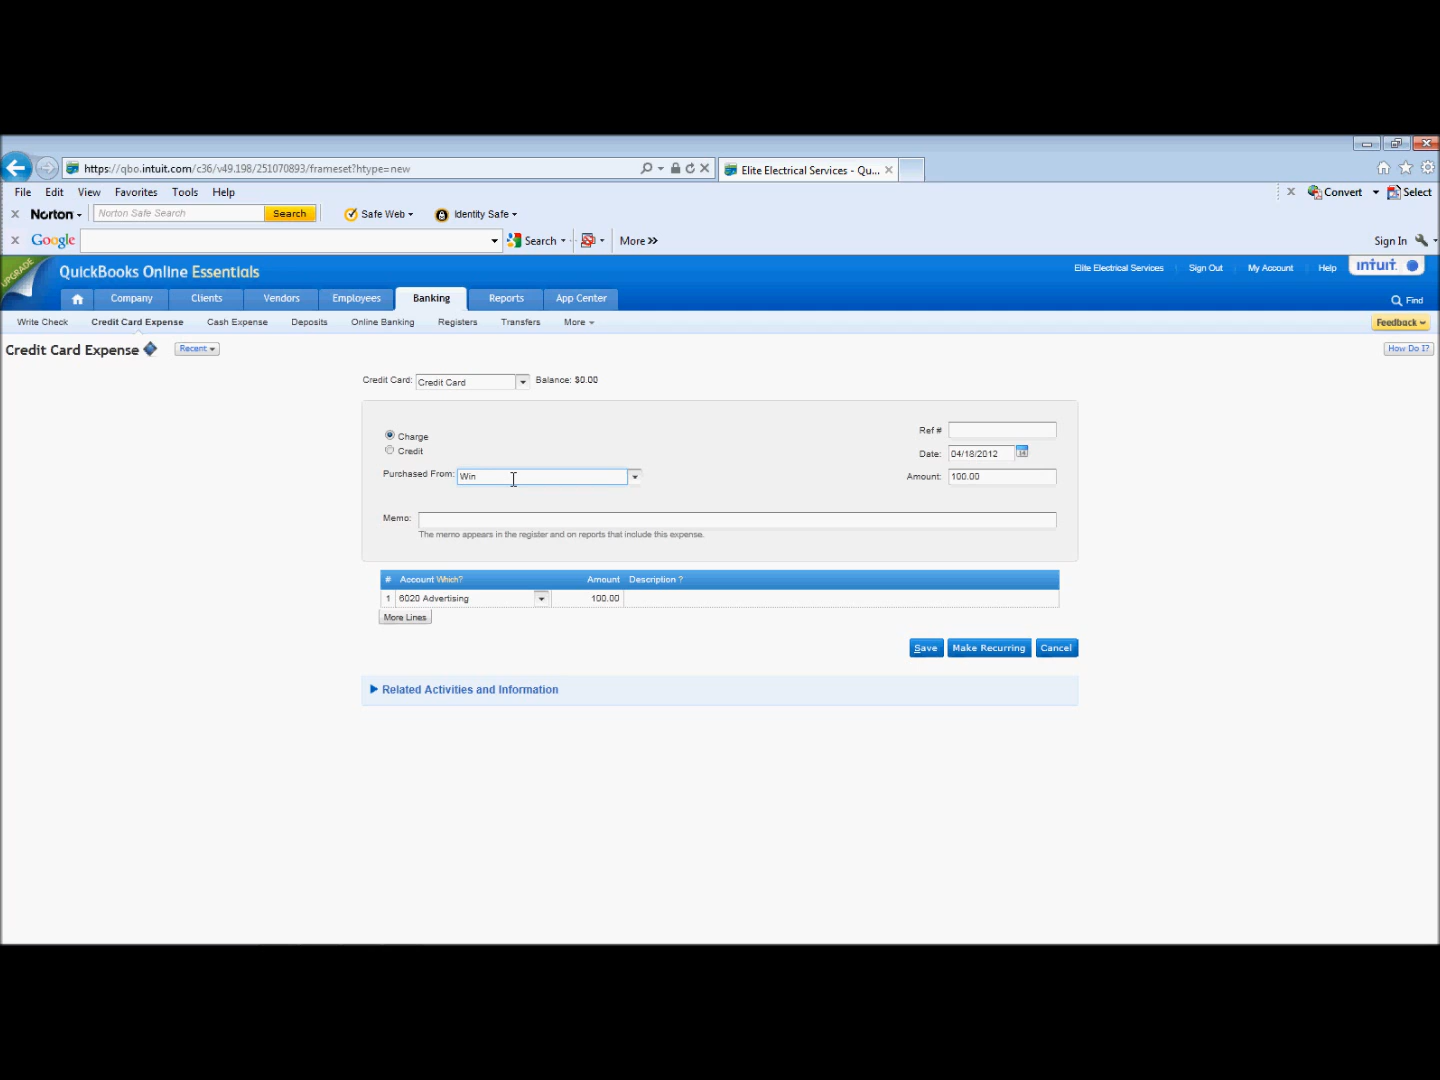 https://qbo.intuit.com/c36/v49.198/251070893/frameset?htype=new
Elite Electrical Services - Qu...
File Edit View Favorites Tools Help
Convert Select
Norton Norton Safe Search Search Safe Web Identity Safe
Google Search More >> Sign In
UPGRADE QuickBooks Online Essentials Elite Electrical Services Sign Out My Account Help intuit.
Company Clients Vendors Employees Banking Reports App Center Find
Write Check Credit Card Expense Cash Expense Deposits Online Banking Registers Transfers More Feedback
Credit Card Expense Recent How Do I?
Credit Card: Credit Card Balance: $0.00
Charge Ref #
Credit Date: 04/18/2012
Purchased From: Win Amount: 100.00
Memo:
The memo appears in the register and on reports that include this expense.
# Account Which? Amount Description ?
1 6020 Advertising 100.00
More Lines
Save Make Recurring Cancel
Related Activities and Information